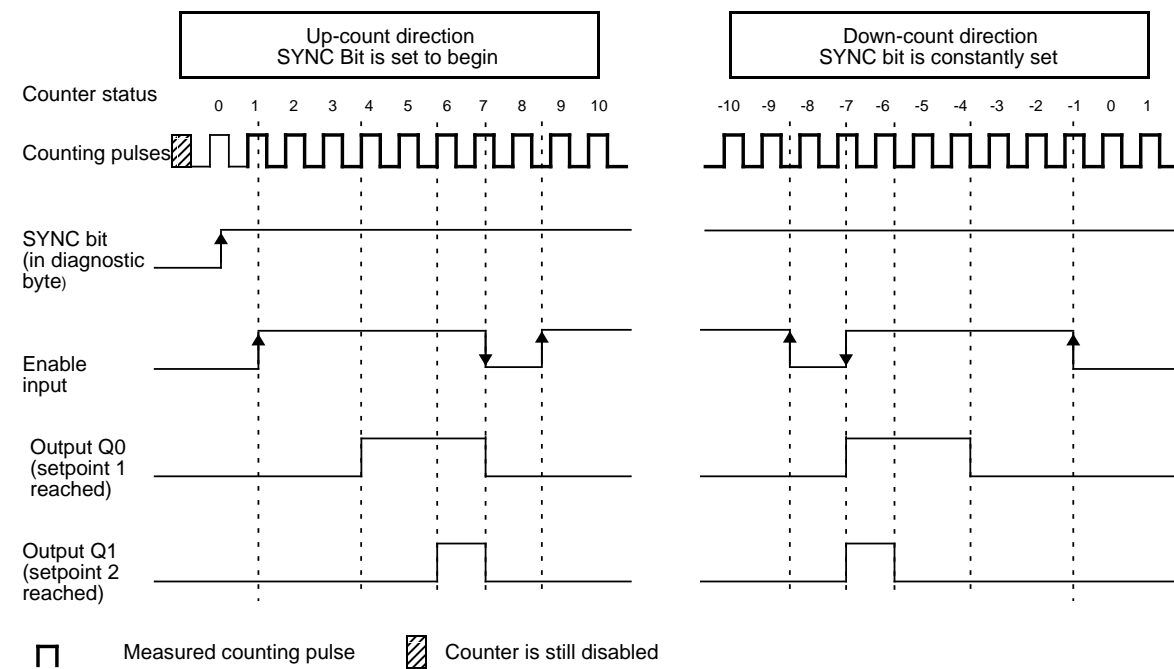 Up-count direction
SYNC Bit is set to begin
Down-count direction
SYNC bit is constantly set
Counter status
0 1 2 3 4 5 6 7 8 9 10
-10 -9 -8 -7 -6 -5 -4 -3 -2 -1 0 1
Counting pulses
SYNC bit
(in diagnostic
byte)
Enable
input
Output Q0
(setpoint 1
reached)
Output Q1
(setpoint 2
reached)
Measured counting pulse
Counter is still disabled